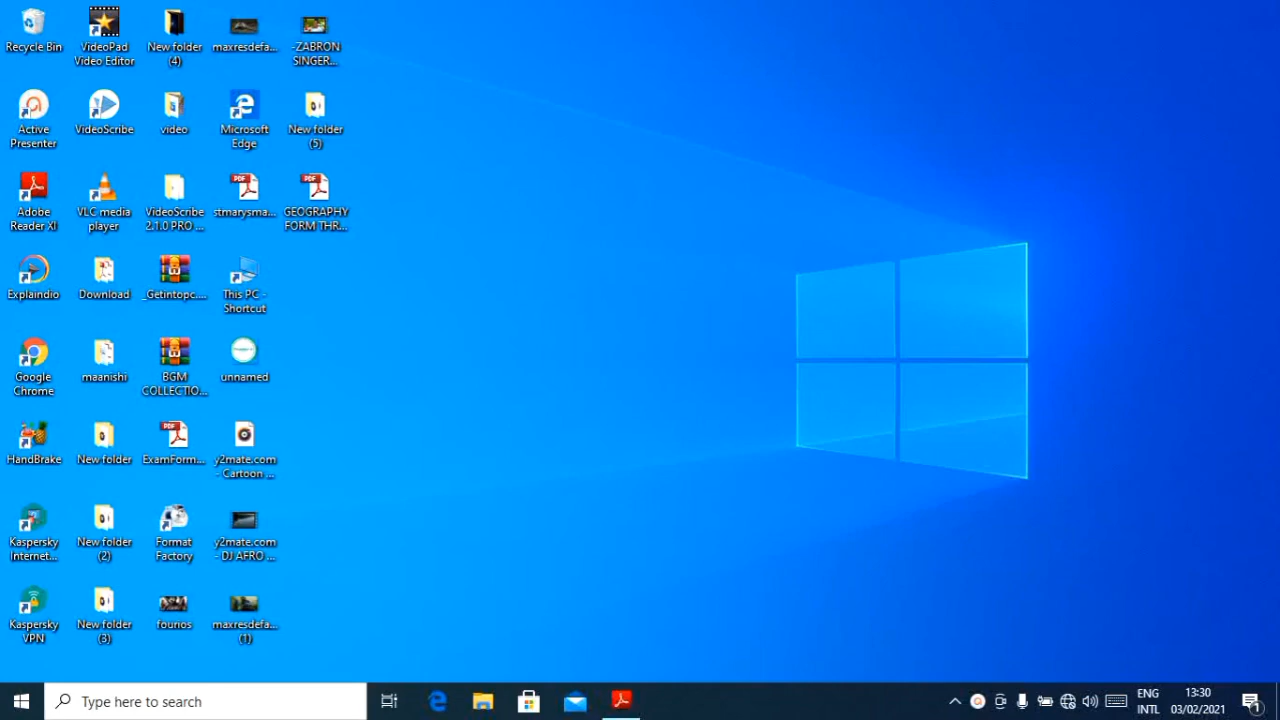 Recycle Bin
VideoPad
Video Editor
New folder
(4)
maxresdefa...
-ZABRON
SINGER...
Active
Presenter
VideoScribe
video
Microsoft
Edge
New folder
(5)
Adobe
Reader XI
VLC media
player
VideoScribe
2.1.0 PRO ...
PDF
stmarysma...
PDF
GEOGRAPHY
FORM THR...
Explaindio
Download
_Getintopc....
This PC -
Shortcut
Google
Chrome
maanishi
BGM
COLLECTIO...
unnamed
HandBrake
New folder
PDF
ExamForm...
y2mate.com
- Cartoon ...
Kaspersky
Internet...
New folder
(2)
Format
Factory
y2mate.com
- DJ AFRO ...
Kaspersky
VPN
New folder
(3)
fourios
maxresdefa...
(1)
Type here to search
ENG
INTL
13:30
03/02/2021
1